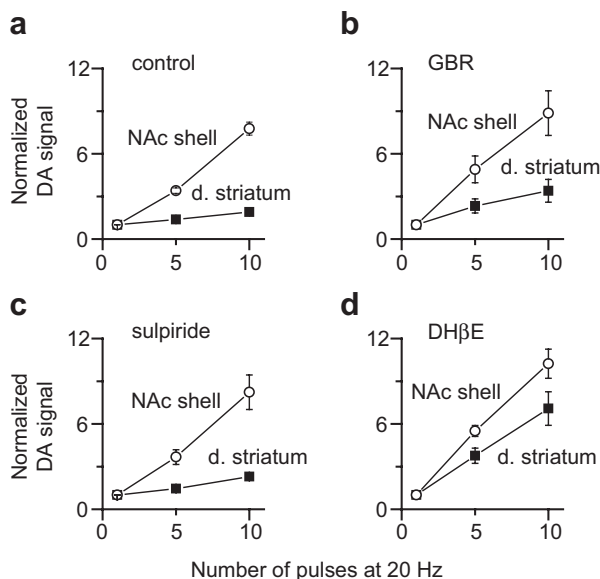 a
control
Normalized
DA signal
12
6
0
NAc shell
d. striatum
0
5
10
b
GBR
12
6
0
NAc shell
d. striatum
0
5
10
c
sulpiride
Normalized
DA signal
12
6
0
NAc shell
d. striatum
0
5
10
d
DHβE
12
6
0
NAc shell
d. striatum
0
5
10
Number of pulses at 20 Hz